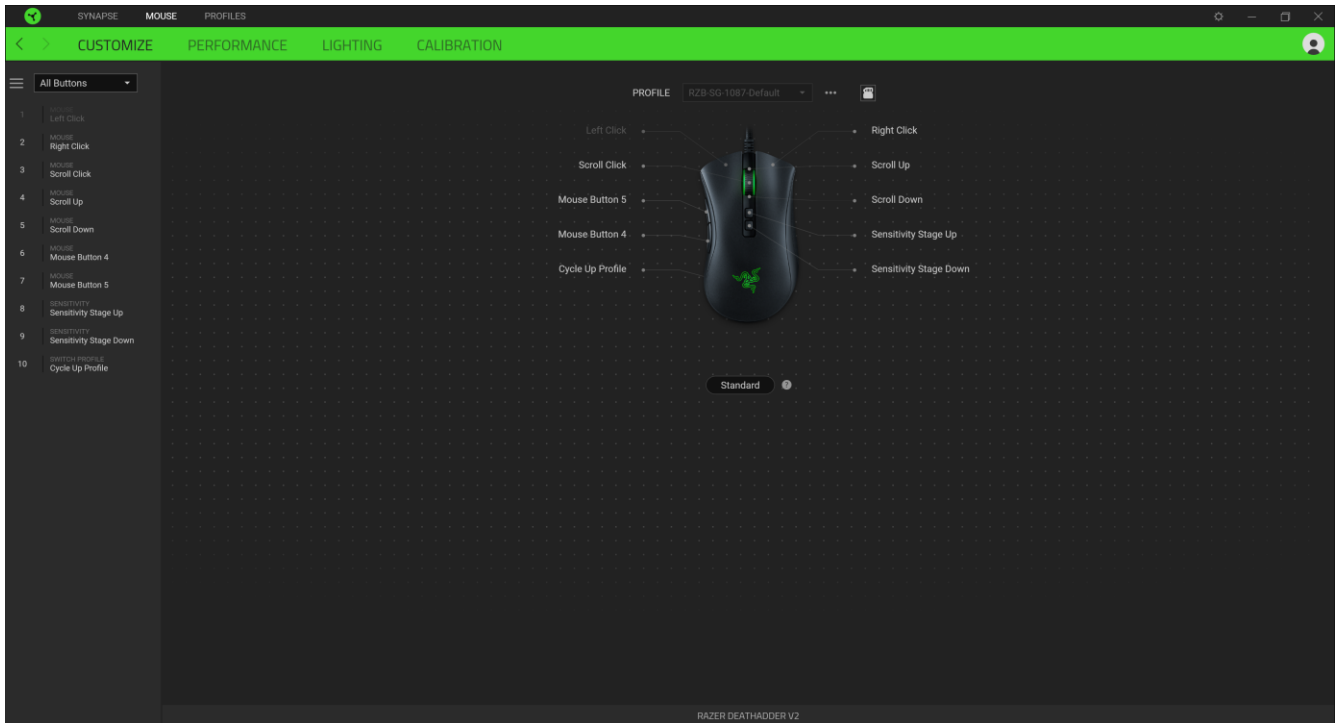 SYNAPSE MOUSE PROFILES
CUSTOMIZE PERFORMANCE LIGHTING CALIBRATION
All Buttons
1 MOUSE
Left Click
2 MOUSE
Right Click
3 MOUSE
Scroll Click
4 MOUSE
Scroll Up
5 MOUSE
Scroll Down
6 MOUSE
Mouse Button 4
7 MOUSE
Mouse Button 5
8 SENSITIVITY
Sensitivity Stage Up
9 SENSITIVITY
Sensitivity Stage Down
10 SWITCH PROFILE
Cycle Up Profile
PROFILE RZB-SG-1087-Default
Left Click Right Click
Scroll Click Scroll Up
Mouse Button 5 Scroll Down
Mouse Button 4 Sensitivity Stage Up
Cycle Up Profile Sensitivity Stage Down
Standard ?
RAZER DEATHADDER V2